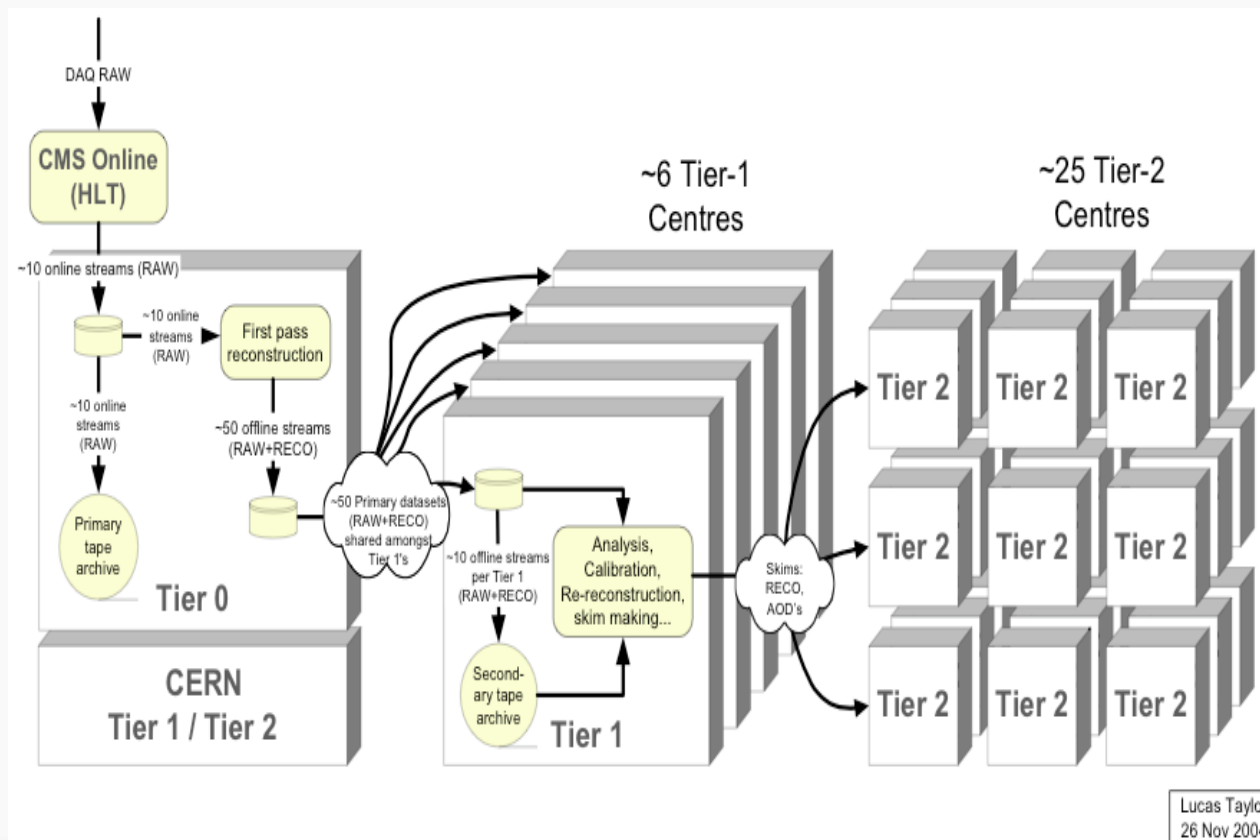 DAQ RAW
CMS Online
(HLT)
~10 online streams (RAW)
~10 online
streams
(RAW)
First pass
reconstruction
~10 online
streams
(RAW)
~50 offline streams
(RAW+RECO)
Primary
tape
archive
Tier 0
CERN
Tier 1 / Tier 2
~50 Primary datasets
(RAW+RECO)
shared amongst
Tier 1's
~6 Tier-1
Centres
~10 offline streams
per Tier 1
(RAW+RECO)
Analysis,
Calibration,
Re-reconstruction,
skim making...
Second-
ary tape
archive
Tier 1
Skims:
RECO,
AOD's
~25 Tier-2
Centres
Tier 2 Tier 2 Tier 2
Tier 2 Tier 2 Tier 2
Tier 2 Tier 2 Tier 2
Lucas
26 Nov